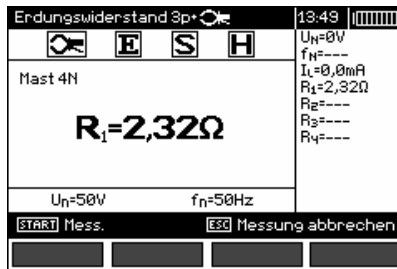 Erdungswiderstand 3p+ 13:49
E S H
Mast 4N
R₁=2,32Ω
Un=50V fn=50Hz
UN=0V
fN=---
IL=0,0mA
R1=2,32Ω
R2=---
R3=---
R4=---
START Mess. ESC Messung abbrechen